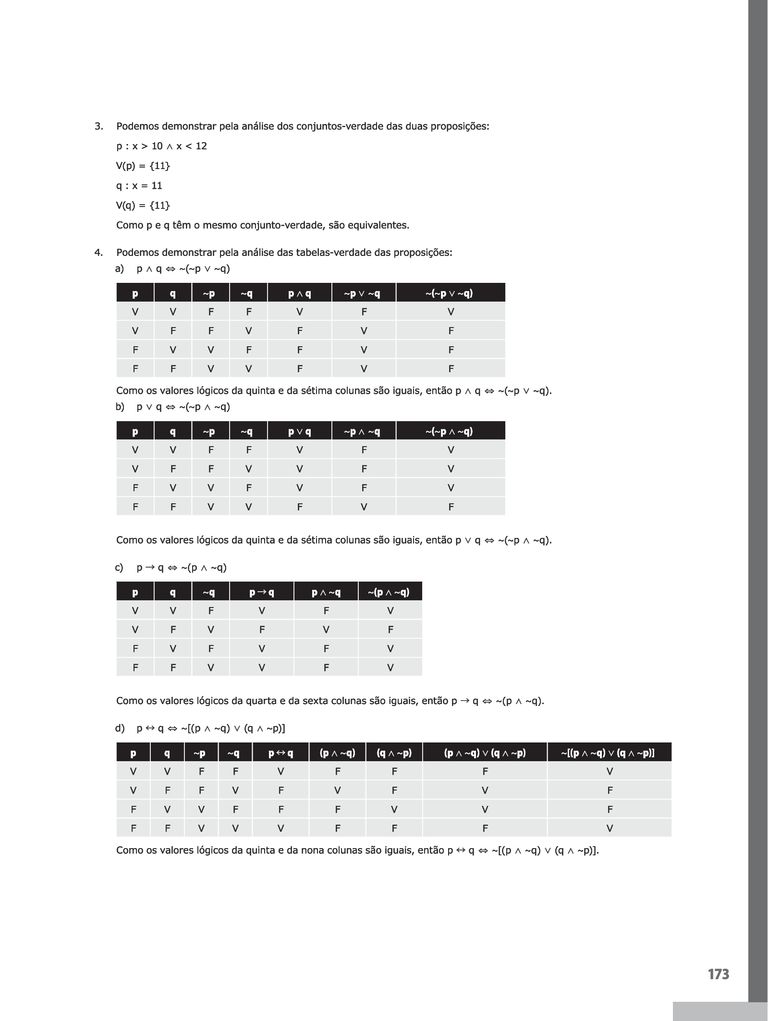 3. Podemos demonstrar pela análise dos conjuntos-verdade das duas proposições:
p : x > 10 ∧ x < 12
V(p) = {11}
q : x = 11
V(q) = {11}
Como p e q têm o mesmo conjunto-verdade, são equivalentes.
4. Podemos demonstrar pela análise das tabelas-verdade das proposições:
a) p ∧ q ⇔ ~(~p ∨ ~q)
p q ~p ~q p ∧ q ~p ∨ ~q ~(~p ∨ ~q)
V V F F V F V
V F F V F V F
F V V F F V F
F F V V F V F
Como os valores lógicos da quinta e da sétima colunas são iguais, então p ∧ q ⇔ ~(~p ∨ ~q).
b) p ∨ q ⇔ ~(~p ∧ ~q)
p q ~p ~q p ∨ q ~p ∧ ~q ~(~p ∧ ~q)
V V F F V F V
V F F V V F V
F V V F V F V
F F V V F V F
Como os valores lógicos da quinta e da sétima colunas são iguais, então p ∨ q ⇔ ~(~p ∧ ~q).
c) p → q ⇔ ~(p ∧ ~q)
p q ~q p → q p ∧ ~q ~(p ∧ ~q)
V V F V F V
V F V F V F
F V F V F V
F F V V F V
Como os valores lógicos da quarta e da sexta colunas são iguais, então p → q ⇔ ~(p ∧ ~q).
d) p ↔ q ⇔ ~[(p ∧ ~q) ∨ (q ∧ ~p)]
p q ~p ~q p ↔ q (p ∧ ~q) (q ∧ ~p) (p ∧ ~q) ∨ (q ∧ ~p) ~[(p ∧ ~q) ∨ (q ∧ ~p)]
V V F F V F F F V
V F F V F V F V F
F V V F F F V V F
F F V V V F F F V
Como os valores lógicos da quinta e da nona colunas são iguais, então p ↔ q ⇔ ~[(p ∧ ~q) ∨ (q ∧ ~p)].
173